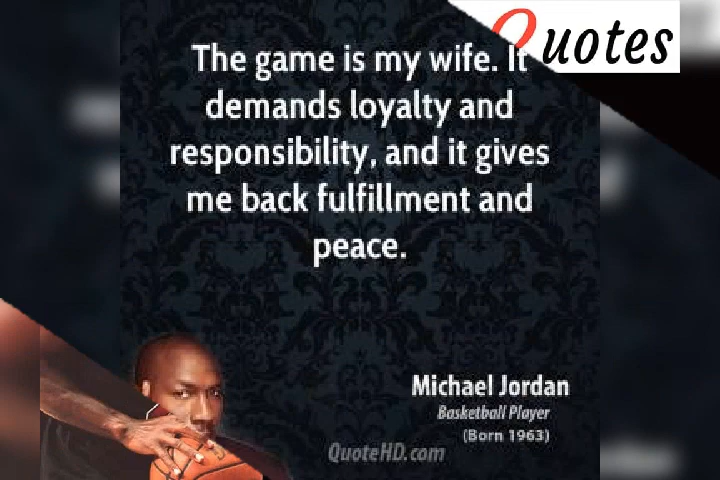 Quotes
The game is my wife. It
demands loyalty and
responsibility, and it gives
me back fulfillment and
peace.
Michael Jordan
Basketball Player
(Born 1963)
QuoteHD.com